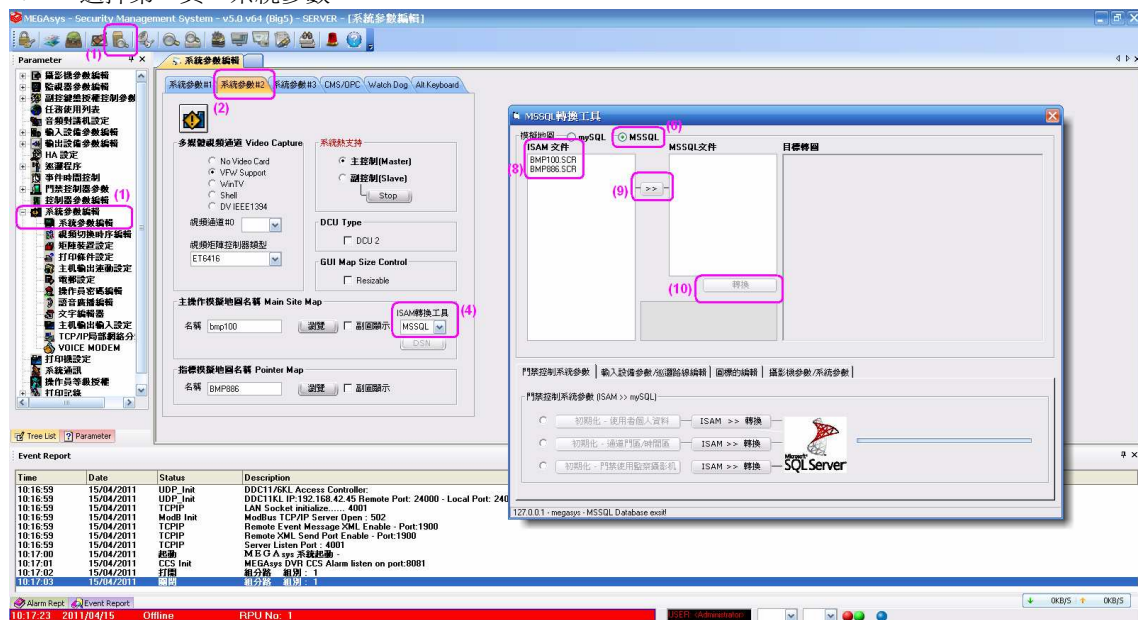 選擇第二頁"系統參數"
MEGAsys - Security Management System - v5.0 v64 (Big5) - SERVER - [系統參數編輯]
(1)
Parameter
攝影機參數編輯
監視器參數編輯
副控鍵盤授權控制參數
任務使用列表
音頻對講机設定
輸入設備參數編輯
輸出設備參數編輯
HA 設定
巡邏程序
事件時間控制
門禁控制器參數
控制器參數編輯
(1)
系統參數編輯
系統參數編輯
視頻切換時序編輯
矩陣裝置設定
打印條件設定
主机輸出連動設定
電郵設定
操作員密碼編輯
語音廣播編輯
文字編輯器
主机輸出輸入設定
TCP/IP局部網絡分
VOICE MODEM
打印機設定
系統通訊
操作員等級授權
打印記錄
Tree List
Parameter
系統參數編輯
系統參數#1
系統參數#2
系統參數#3
CMS/OPC
Watch Dog
Alt Keyboard
(2)
多媒體視頻通道 Video Capture
No Video Card
VFW Support
WinTV
Shell
DV IEEE1394
視頻通道#0
視頻矩陣控制器類型
ET6416
系統熱支持
主控制(Master)
副控制(Slave)
Stop
DCU Type
DCU 2
GUI Map Size Control
Resizable
主操作模擬地圖名稱 Main Site Map
名稱
bmp100
瀏覽
副區顯示
ISAM轉換工具
MSSQL
(4)
DSN
指標模擬地圖名稱 Pointer Map
名稱
BMP886
瀏覽
副區顯示
MSSQL轉換工具
模擬地圖
mySQL
MSSQL
(6)
ISAM 文件
BMP100.SCR
BMP886.SCR
(8)
(9)
>>
MSSQL文件
目標轉圖
(10)
轉換
門禁控制系統參數
輸入設備參數/巡邏路線編輯
圖標的編輯
攝影機參數/系統參數
門禁控制系統參數 (ISAM >> mySQL)
初期化 - 使用者個人資料
ISAM >> 轉換
初期化 - 通道門區/時間區
ISAM >> 轉換
初期化 - 門禁使用監察攝影机
ISAM >> 轉換
Microsoft
SQL Server
127.0.0.1 - megasys - MSSQL Database exsit!
Event Report
Time Date Status Description
10:16:59 15/04/2011 UDP_Init DDC11/6KL Access Controller:
10:16:59 15/04/2011 UDP_Init DDC11KL IP:192.168.42.45 Remote Port: 24000 - Local Port: 240
10:16:59 15/04/2011 TCPIP LAN Socket initialize...... 4001
10:16:59 15/04/2011 ModB Init ModBus TCP/IP Server Open : 502
10:16:59 15/04/2011 TCPIP Remote Event Message XML Enable - Port:1900
10:16:59 15/04/2011 TCPIP Remote XML Send Port Enable - Port:1900
10:16:59 15/04/2011 TCPIP Server Listen Port : 4001
10:17:00 15/04/2011 起動 MEGAsys 系統起動 -
10:17:01 15/04/2011 CCS Init MEGAsys DVR CCS Alarm listen on port:8081
10:17:02 15/04/2011 打開 組分路 組別 : 1
10:17:03 15/04/2011 關閉 組分路 組別 : 1
Alarm Rept
Event Report
0KB/S
0KB/S
10:17:23 2011/04/15 Offline RPU No: 1
USER: <Administrator>